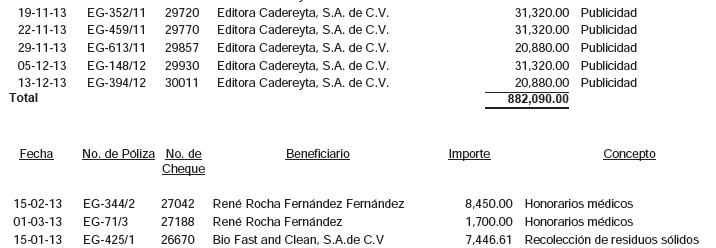 19-11-13 EG-352/11 29720 Editora Cadereyta, S.A. de C.V. 31,320.00 Publicidad
22-11-13 EG-459/11 29770 Editora Cadereyta, S.A. de C.V. 31,320.00 Publicidad
29-11-13 EG-613/11 29857 Editora Cadereyta, S.A. de C.V. 20,880.00 Publicidad
05-12-13 EG-148/12 29930 Editora Cadereyta, S.A. de C.V. 31,320.00 Publicidad
13-12-13 EG-394/12 30011 Editora Cadereyta, S.A. de C.V. 20,880.00 Publicidad
Total 882,090.00
Fecha No. de Póliza No. de Cheque Beneficiario Importe Concepto
15-02-13 EG-344/2 27042 René Rocha Fernández Fernández 8,450.00 Honorarios médicos
01-03-13 EG-71/3 27188 René Rocha Fernández 1,700.00 Honorarios médicos
15-01-13 EG-425/1 26670 Bio Fast and Clean, S.A.de C.V 7,446.61 Recolección de residuos sólidos